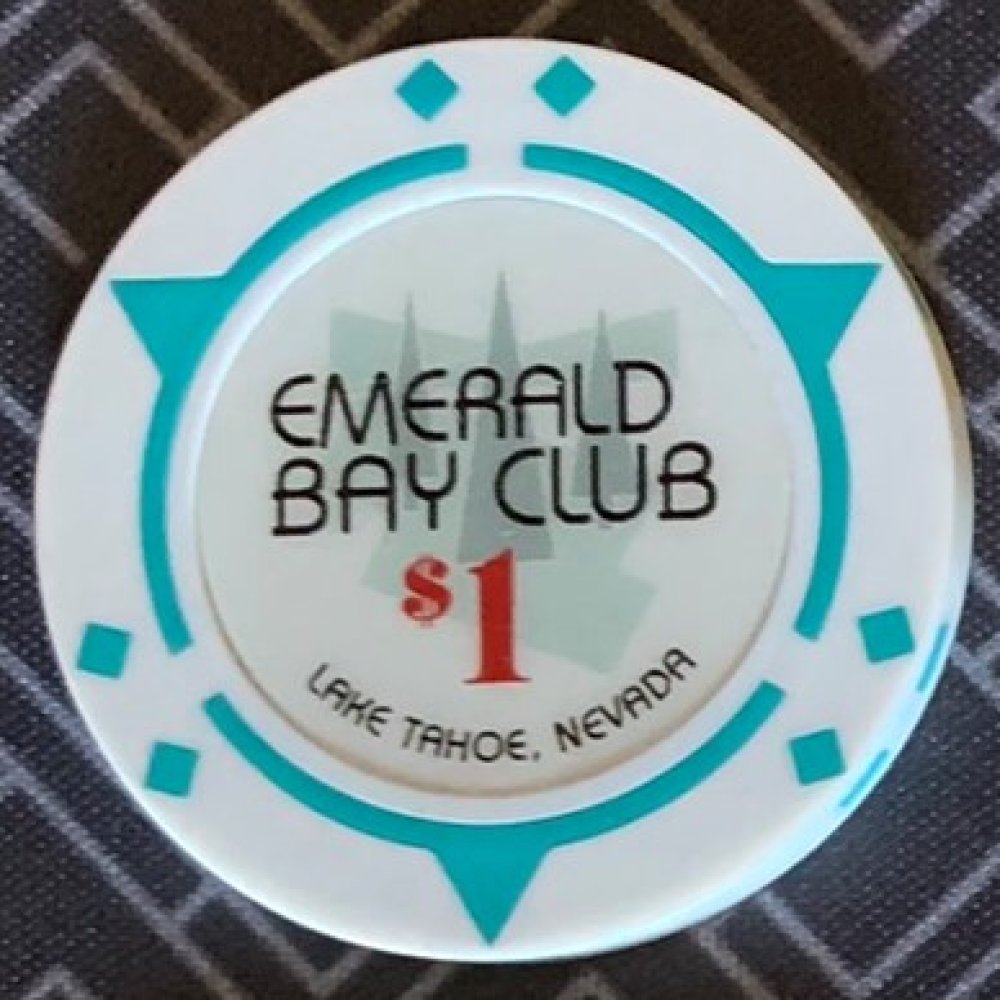 EMERALD
BAY CLUB
$1
LAKE TAHOE, NEVADA